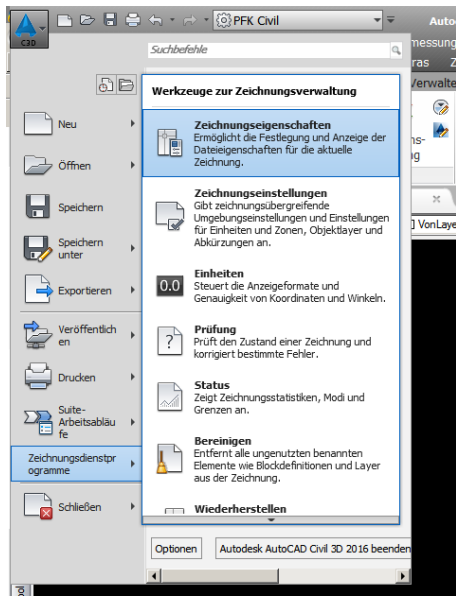 PFK Civil
Auto
C3D
Suchbefehle
messung
ras
Verwalte
Werkzeuge zur Zeichnungsverwaltung
Neu
Öffnen
Speichern
Speichern
unter
Exportieren
Veröffentlich
en
Drucken
Suite-
Arbeitsabläu
fe
Zeichnungsdienstpr
ogramme
Schließen
Zeichnungseigenschaften
Ermöglicht die Festlegung und Anzeige der
Dateieigenschaften für die aktuelle
Zeichnung.
Zeichnungseinstellungen
Gibt zeichnungsübergreifende
Umgebungseinstellungen und Einstellungen
für Einheiten und Zonen, Objektlayer und
Abkürzungen an.
0.0
Einheiten
Steuert die Anzeigeformate und
Genauigkeit von Koordinaten und Winkeln.
Prüfung
Prüft den Zustand einer Zeichnung und
korrigiert bestimmte Fehler.
Status
Zeigt Zeichnungsstatistiken, Modi und
Grenzen an.
Bereinigen
Entfernt alle ungenutzten benannten
Elemente wie Blockdefinitionen und Layer
aus der Zeichnung.
Wiederherstellen
ns-
ng
VonLaye
Optionen
Autodesk AutoCAD Civil 3D 2016 beenden